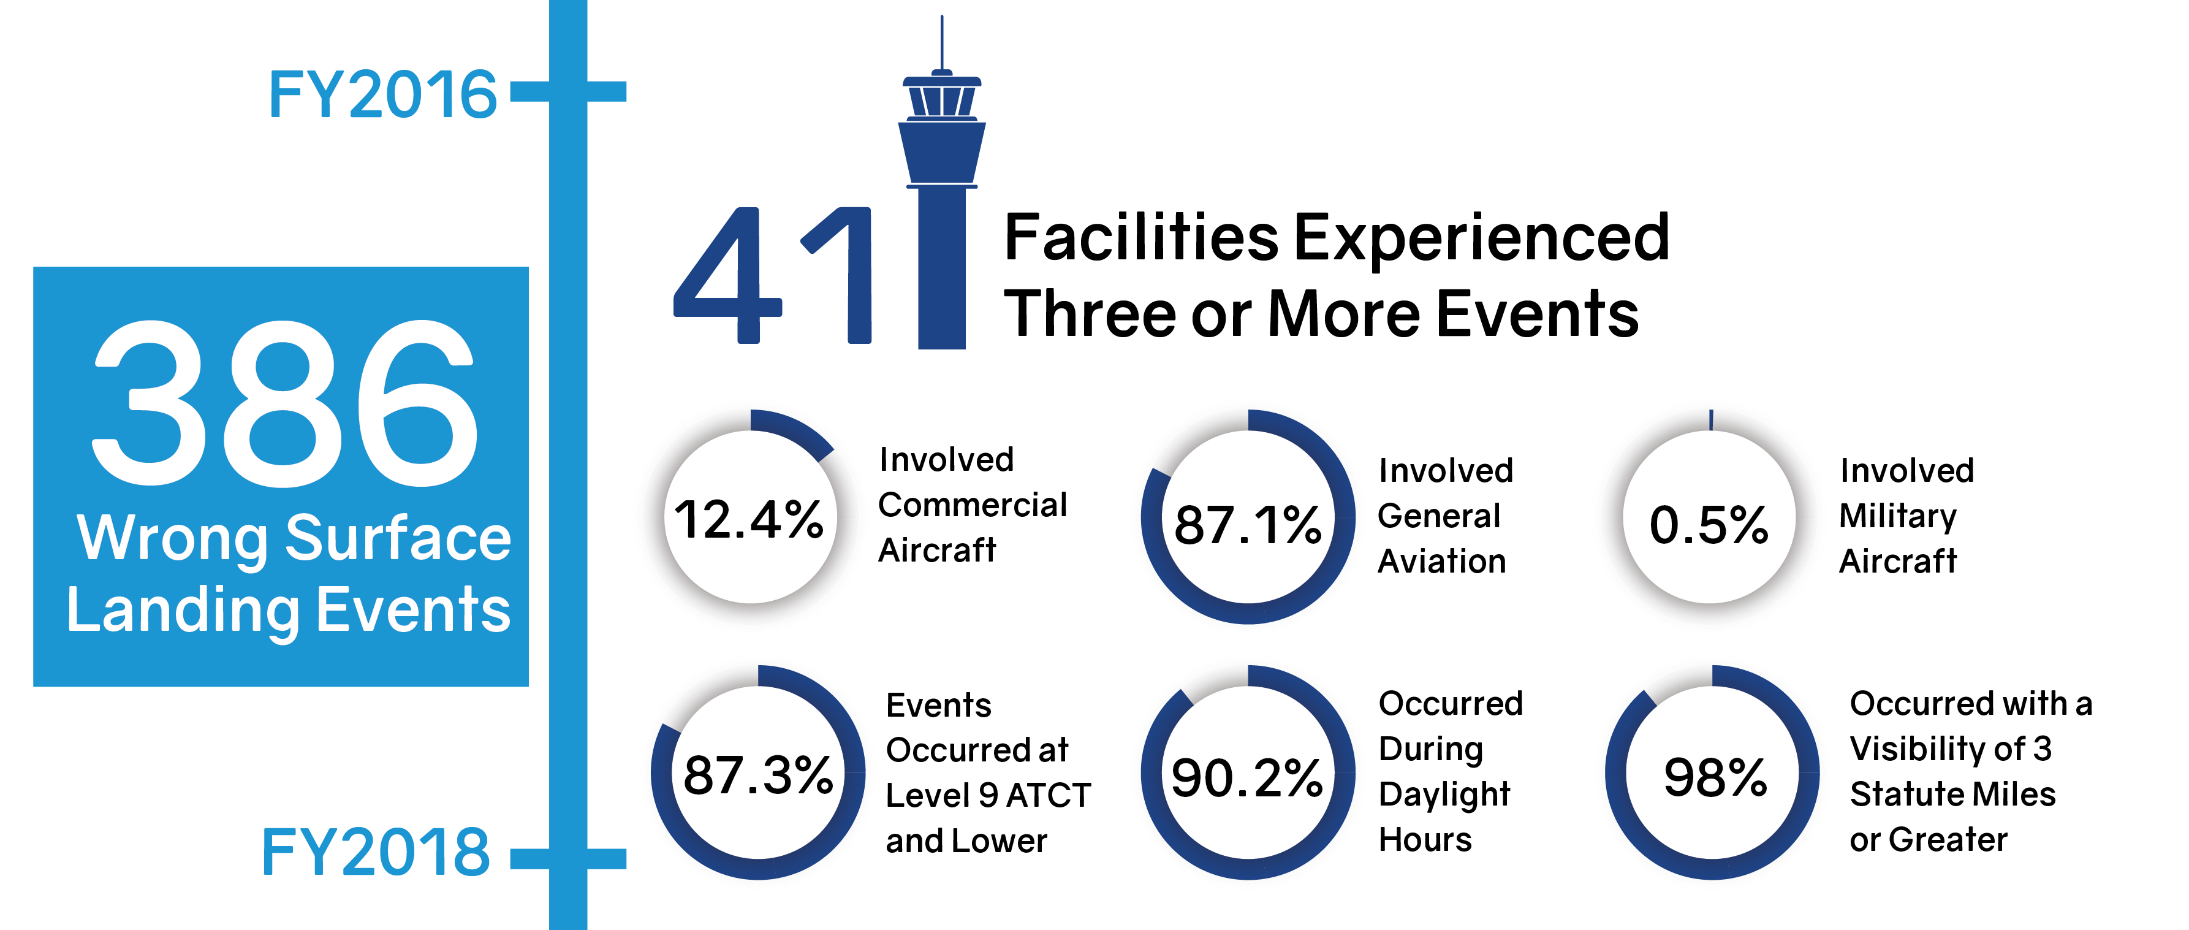 FY2016
386
Wrong Surface
Landing Events
FY2018
41
Facilities Experienced
Three or More Events
12.4%
Involved
Commercial
Aircraft
87.1%
Involved
General
Aviation
0.5%
Involved
Military
Aircraft
87.3%
Events
Occurred at
Level 9 ATCT
and Lower
90.2%
Occurred
During
Daylight
Hours
98%
Occurred with a
Visibility of 3
Statute Miles
or Greater